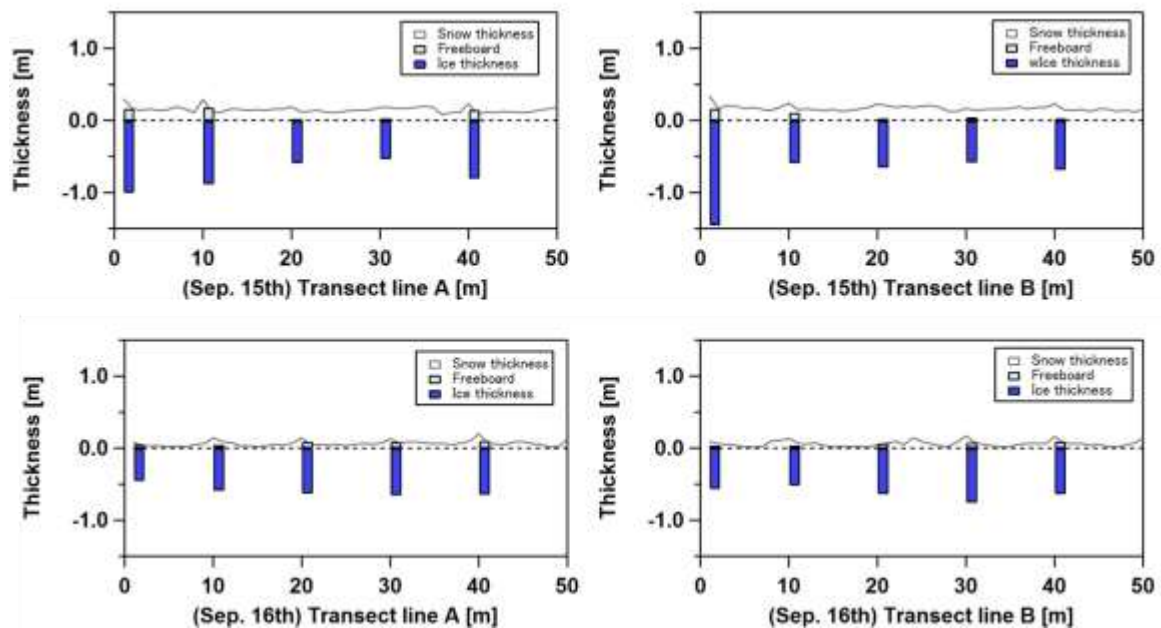 Thickness [m]
1.0
0.0
-1.0
Snow thickness
Freeboard
Ice thickness
0 10 20 30 40 50
(Sep. 15th) Transect line A [m]
Thickness [m]
1.0
0.0
-1.0
Snow thickness
Freeboard
wIce thickness
0 10 20 30 40 50
(Sep. 15th) Transect line B [m]
Thickness [m]
1.0
0.0
-1.0
Snow thickness
Freeboard
Ice thickness
0 10 20 30 40 50
(Sep. 16th) Transect line A [m]
Thickness [m]
1.0
0.0
-1.0
Snow thickness
Freeboard
Ice thickness
0 10 20 30 40 50
(Sep. 16th) Transect line B [m]